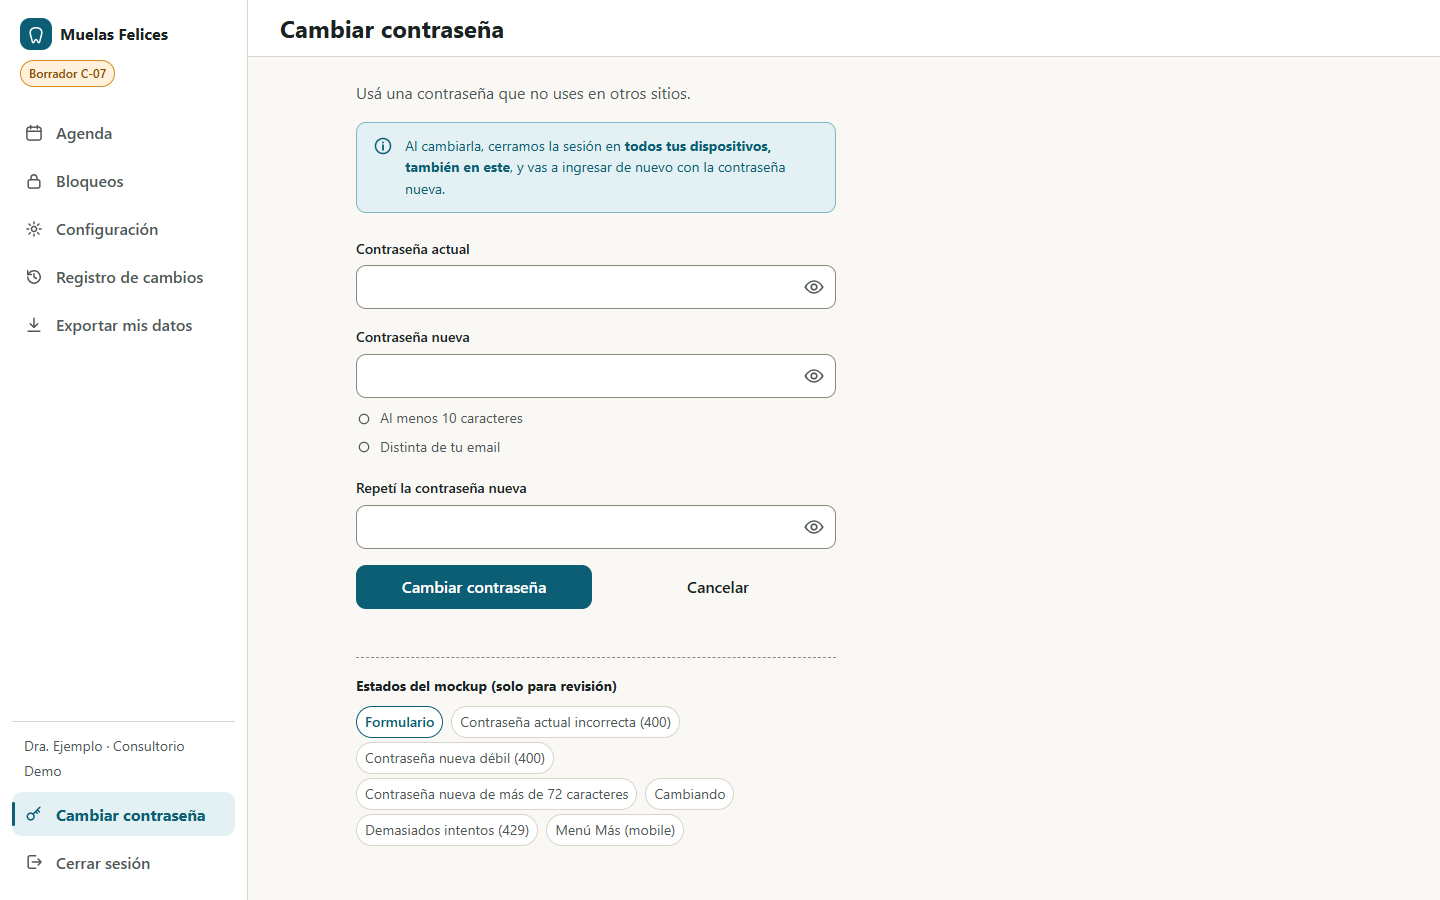 Muelas Felices
Borrador C-07
Agenda
Bloqueos
Configuración
Registro de cambios
Exportar mis datos
Dra. Ejemplo · Consultorio
Demo
Cambiar contraseña
Cerrar sesión
Cambiar contraseña
Usá una contraseña que no uses en otros sitios.
Al cambiarla, cerramos la sesión en todos tus dispositivos,
también en este, y vas a ingresar de nuevo con la contraseña
nueva.
Contraseña actual
Contraseña nueva
Al menos 10 caracteres
Distinta de tu email
Repetí la contraseña nueva
Cambiar contraseña Cancelar
Estados del mockup (solo para revisión)
Formulario Contraseña actual incorrecta (400)
Contraseña nueva débil (400)
Contraseña nueva de más de 72 caracteres Cambiando
Demasiados intentos (429) Menú Más (mobile)